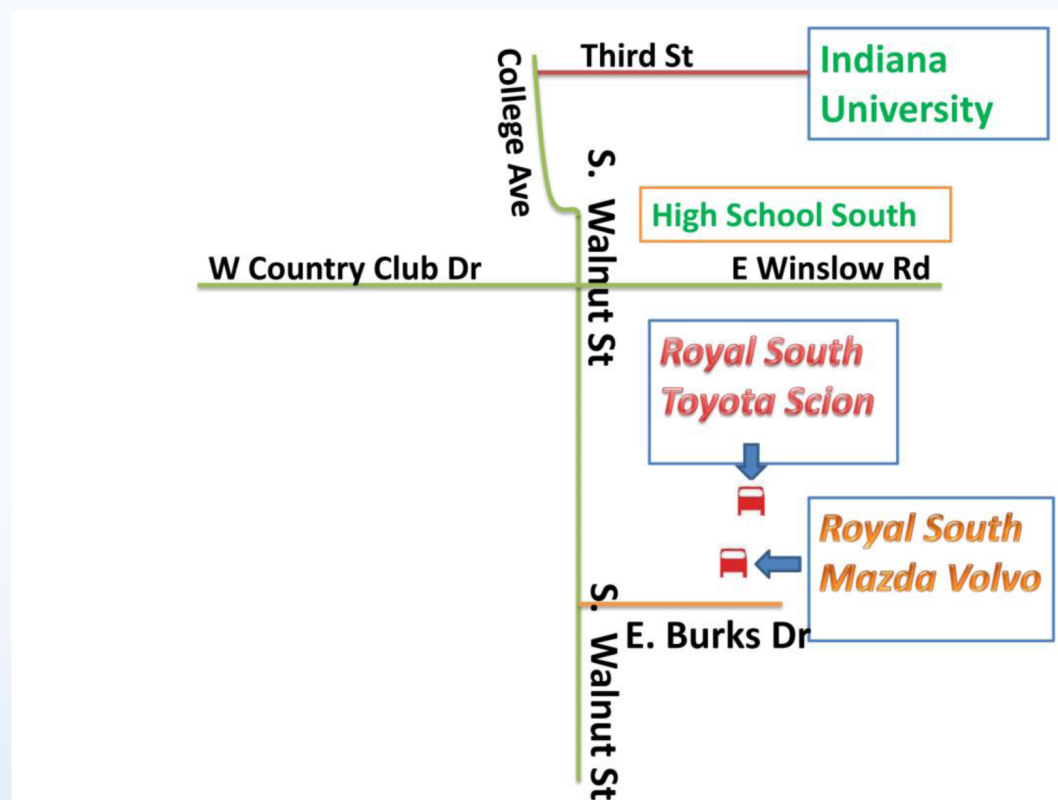 Third St
Indiana
University
College Ave
S. Walnut St
High School South
W Country Club Dr
E Winslow Rd
Royal South
Toyota Scion
Royal South
Mazda Volvo
S. Walnut St
E. Burks Dr